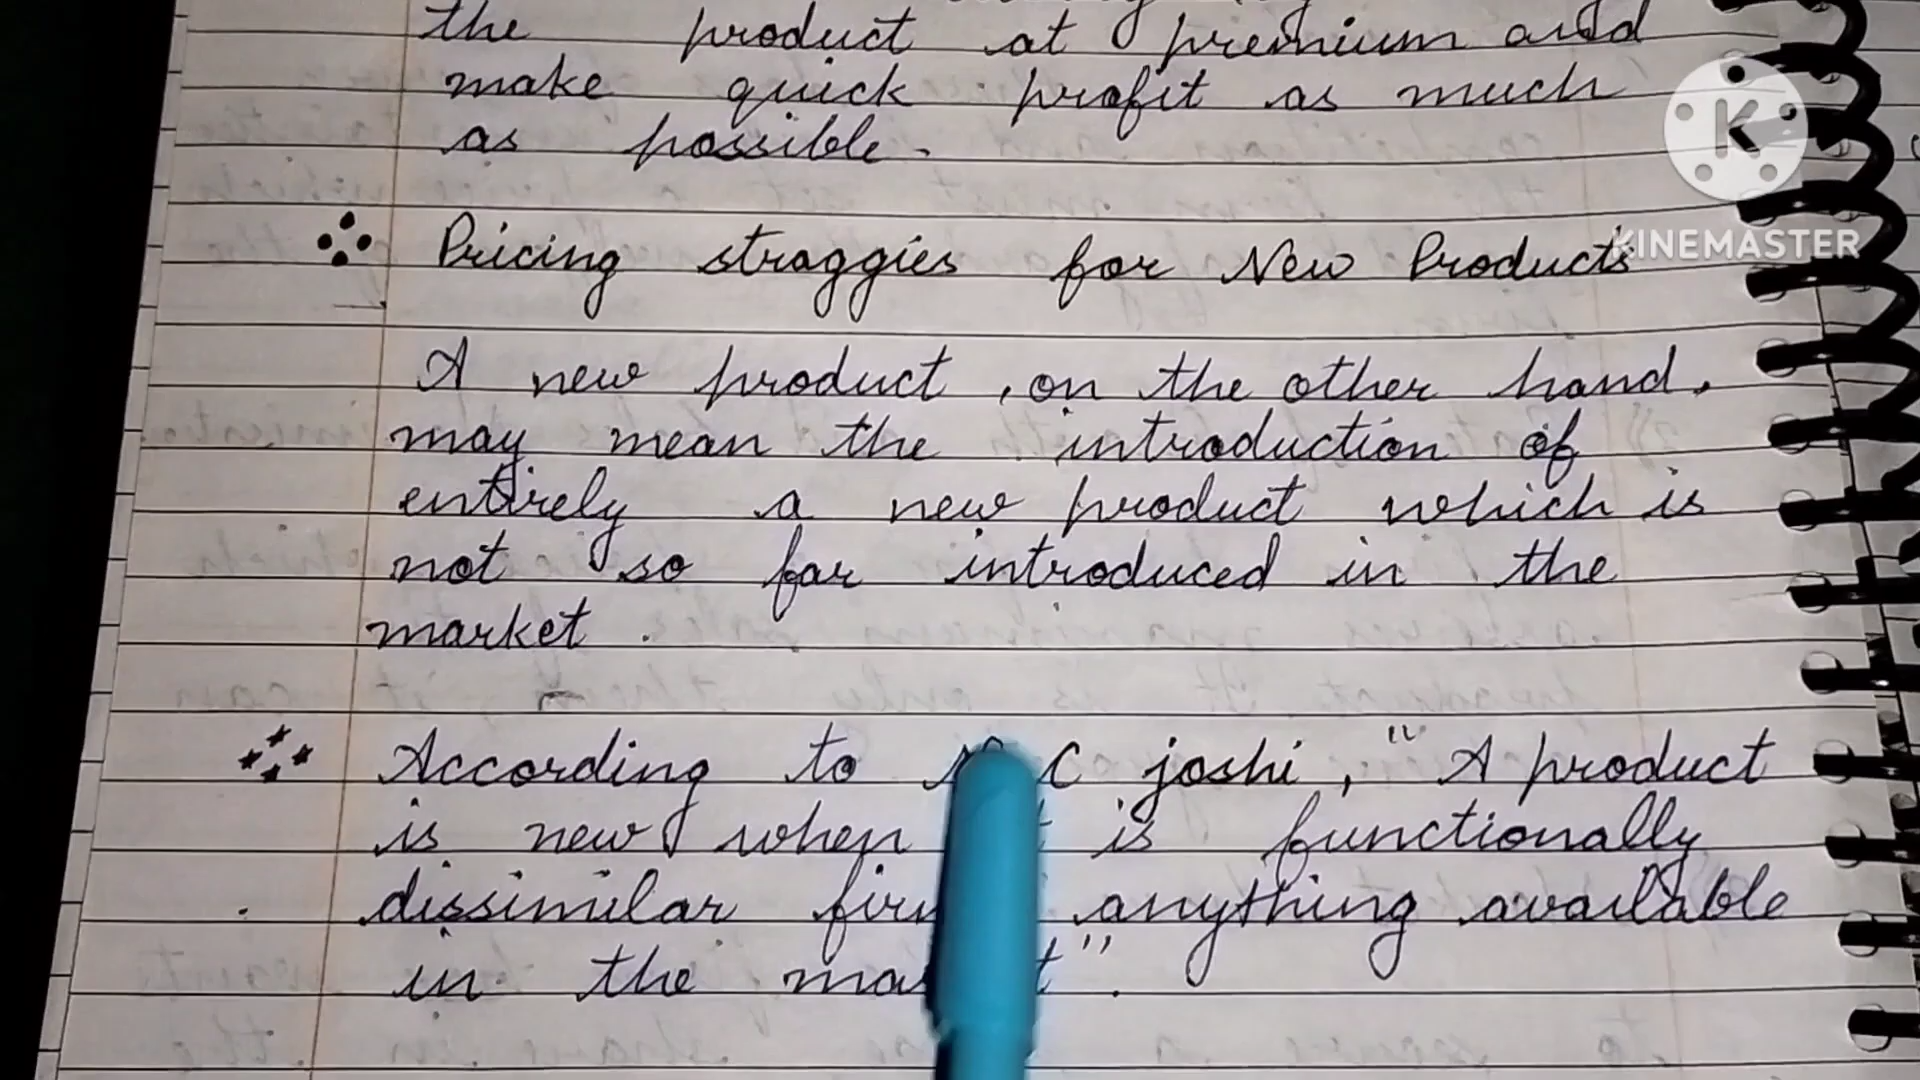 the product at premium and
make quick profit as much
as possible.
K
KINEMASTER
Pricing straggies for New Products
A new product, on the other hand,
may mean the introduction of
entirely a new product which is
not so far introduced in the
market.
According to C joshi, "A product
is new when is functionally
dissimilar anything available
in the